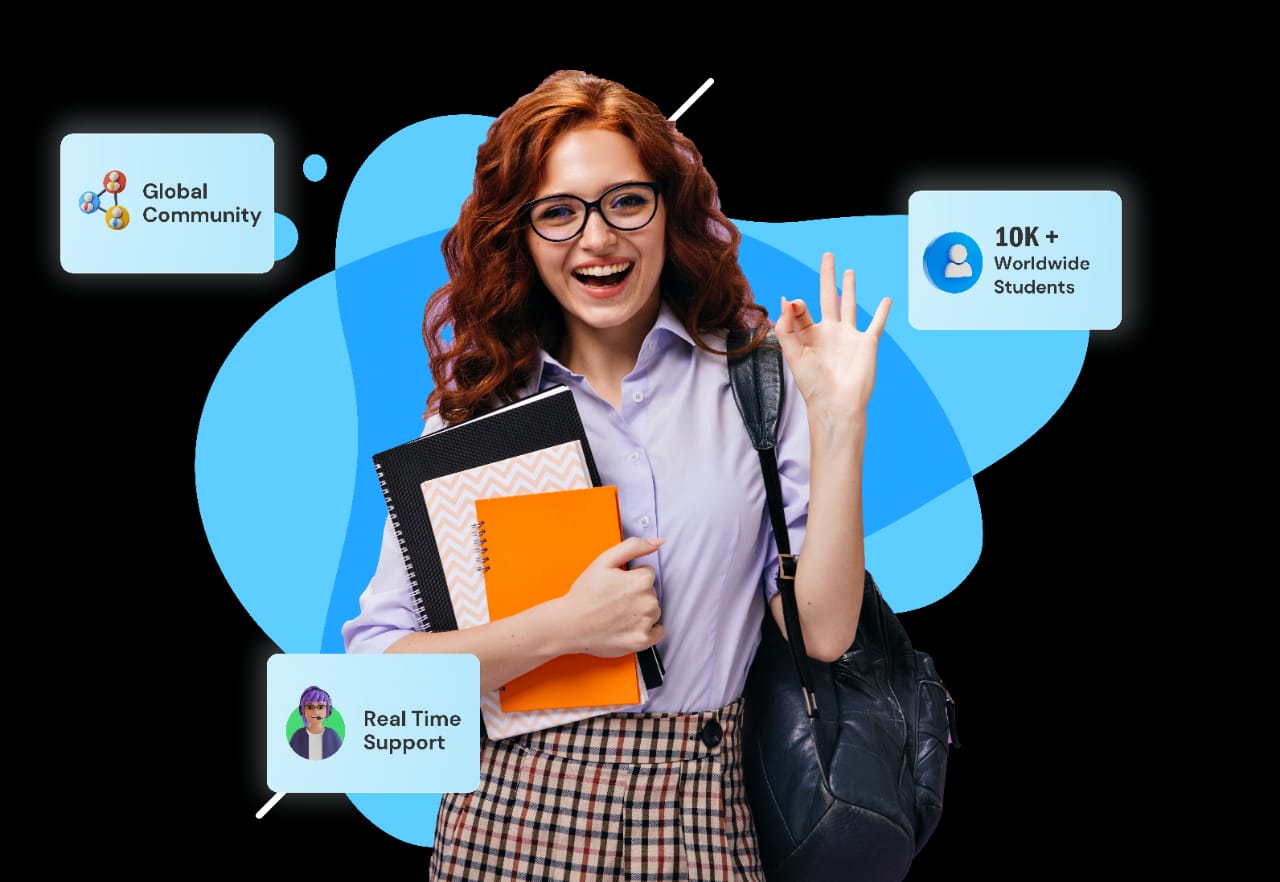 Global
Community
10K +
Worldwide
Students
Real Time
Support